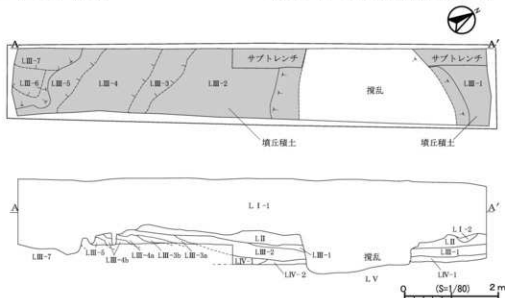 A A′
LⅢ-7 サブトレンチ サブトレンチ
LⅢ-6 LⅢ-5 LⅢ-4 LⅢ-3 LⅢ-2 撹乱 LⅢ-1
墳丘積土 墳丘積土
LⅠ-1
A A′
LⅠ-2
LⅡ LⅡ
LⅢ-5 LⅢ-2 LⅢ-1 撹乱 LⅢ-1
LⅢ-7 LⅢ-4b LⅢ-4a LⅢ-3b LⅢ-3a LⅣ-1 LⅣ-1
LⅣ-2 LⅤ
0 (S=1/80) 2m